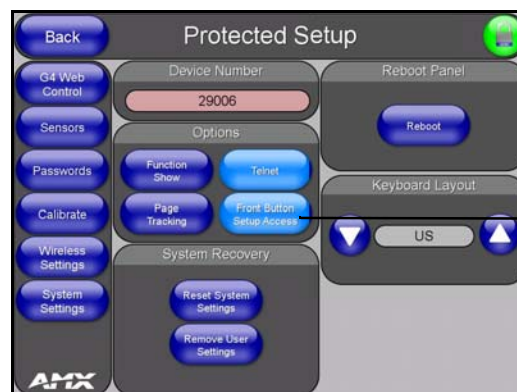 Back
Protected Setup
G4 Web
Control
Sensors
Passwords
Calibrate
Wireless
Settings
System
Settings
AMX
Device Number
29006
Options
Function
Show
Telnet
Page
Tracking
Front Button
Setup Access
System Recovery
Reset System
Settings
Remove User
Settings
Reboot Panel
Reboot
Keyboard Layout
US